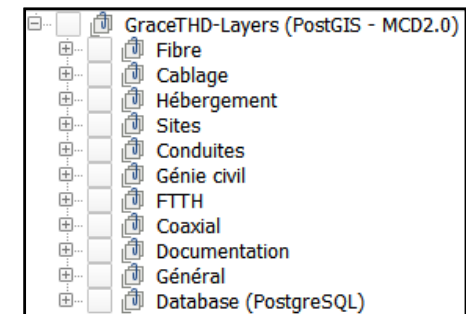 GraceTHD-Layers (PostGIS - MCD2.0)
Fibre
Cablage
Hébergement
Sites
Conduites
Génie civil
FTTH
Coaxial
Documentation
Général
Database (PostgreSQL)